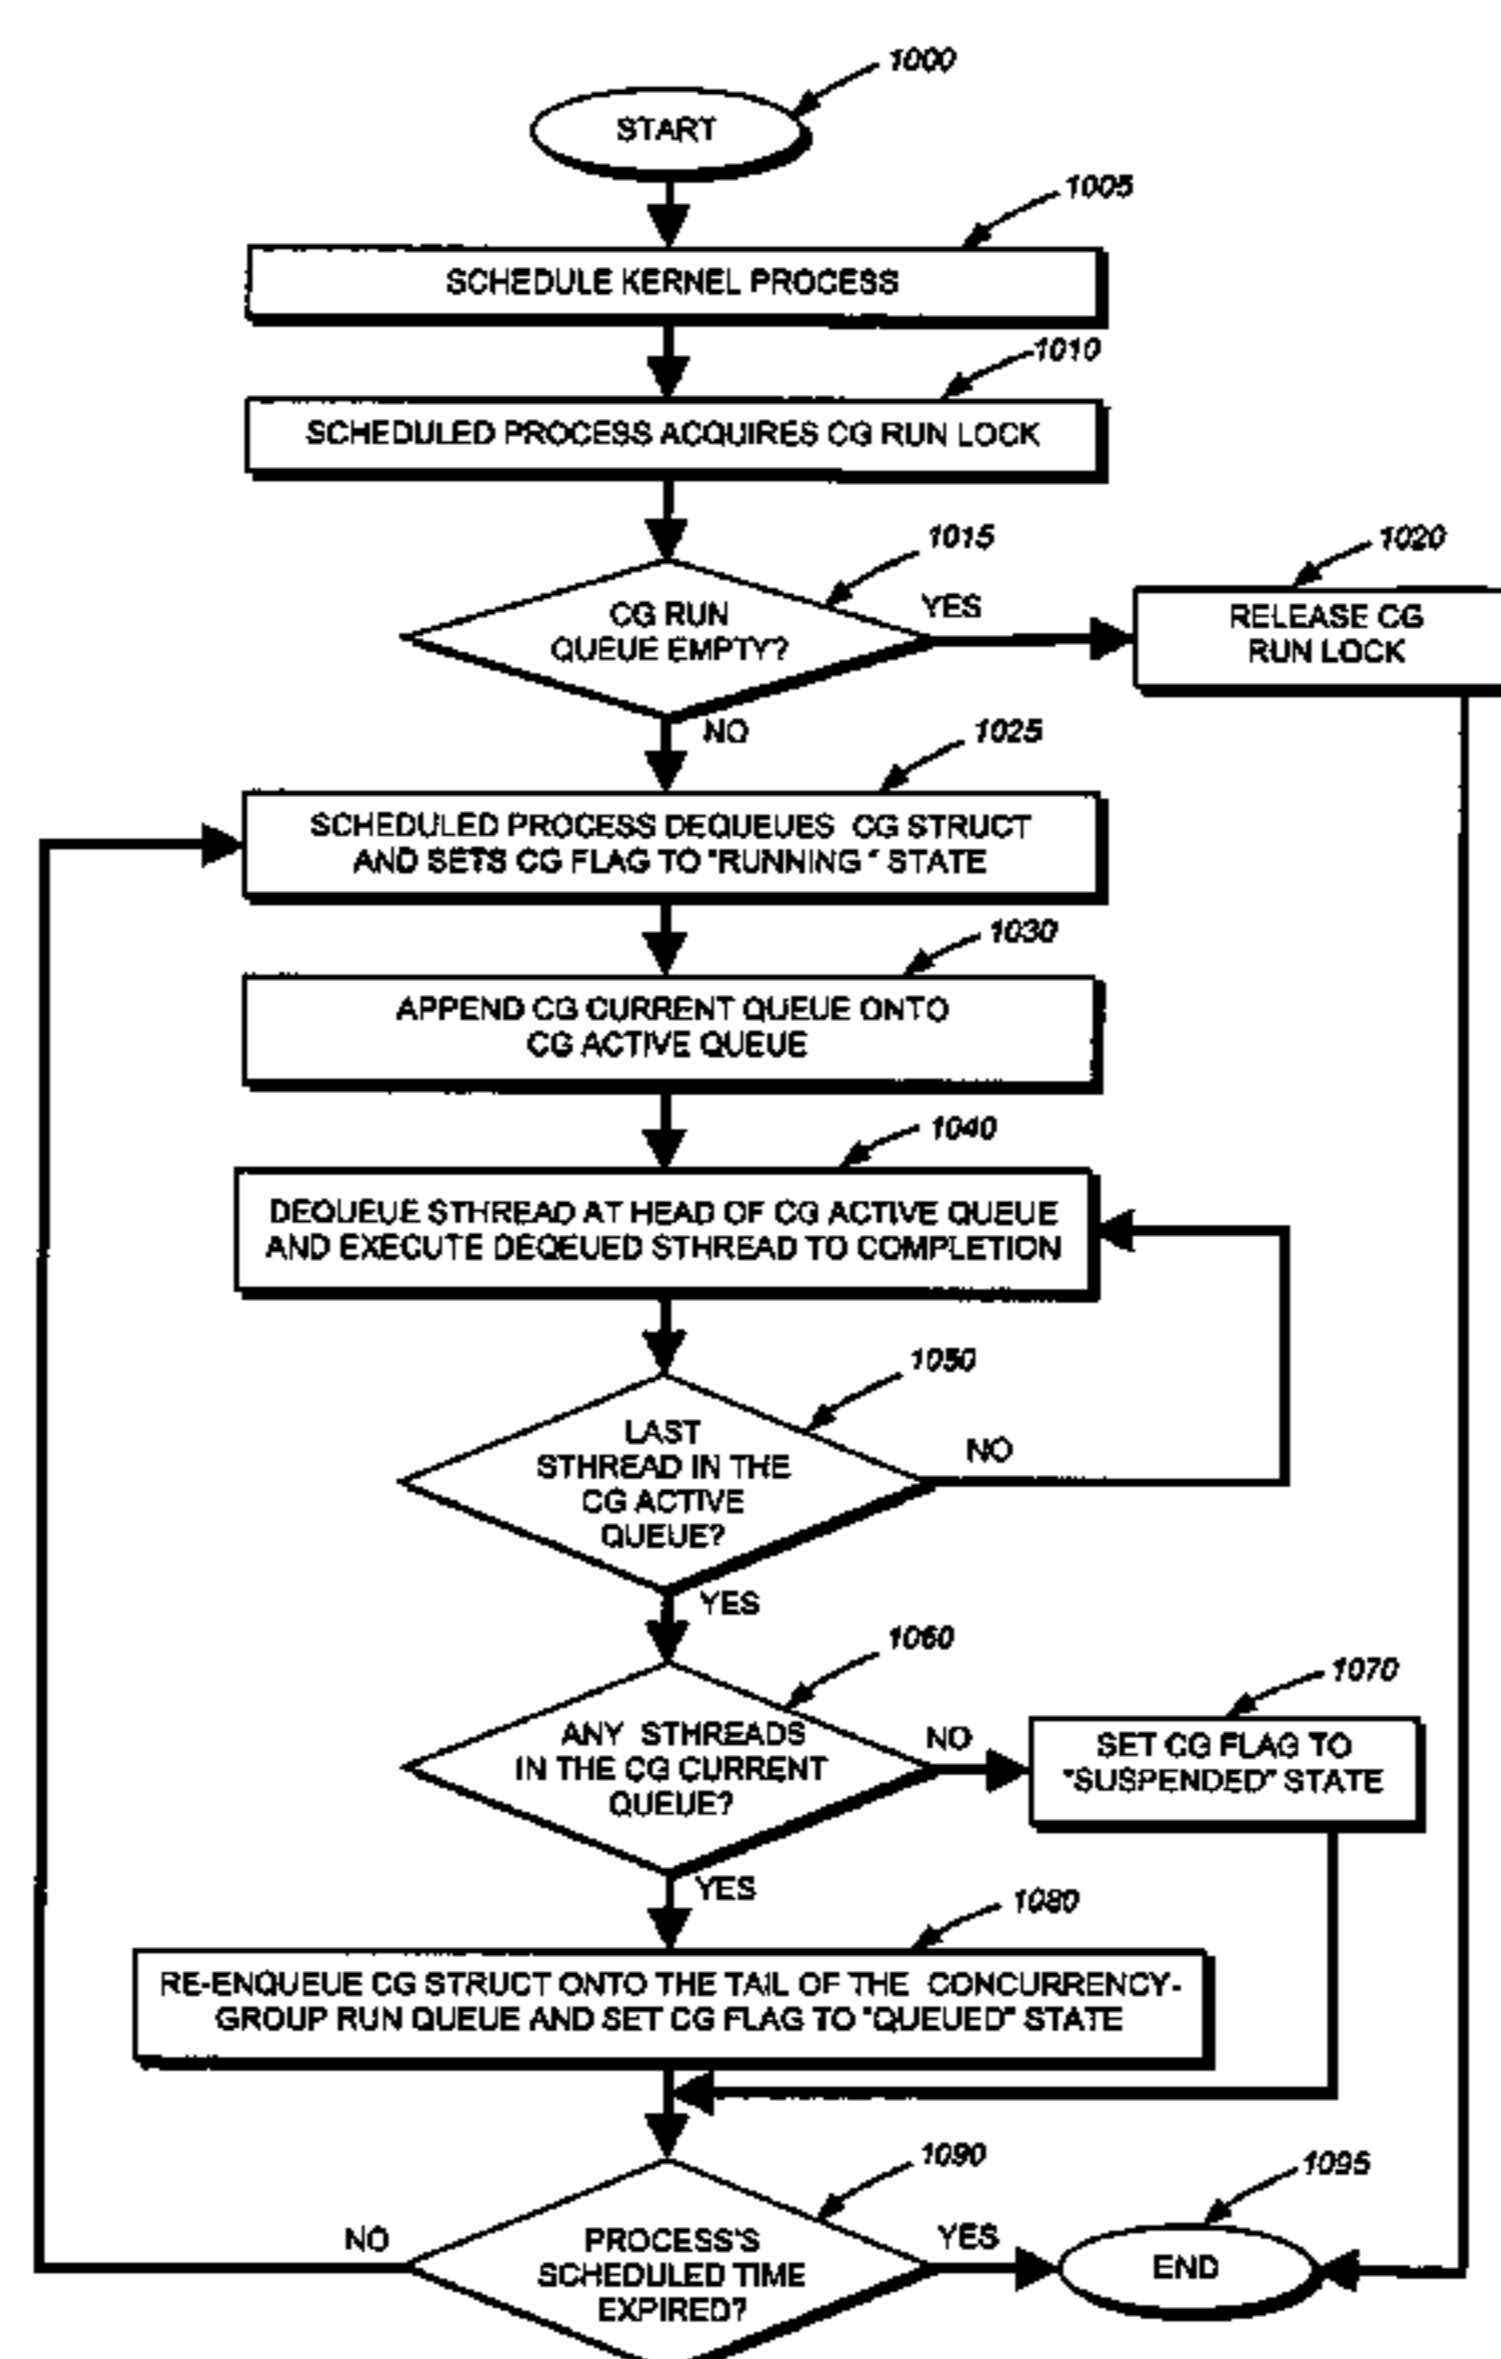 1000
START
1005
SCHEDULE KERNEL PROCESS
1010
SCHEDULED PROCESS ACQUIRES CG RUN LOCK
1015
CG RUN
QUEUE EMPTY?
YES
1020
RELEASE CG
RUN LOCK
NO
1025
SCHEDULED PROCESS DEQUEUES CG STRUCT
AND SETS CG FLAG TO "RUNNING" STATE
1030
APPEND CG CURRENT QUEUE ONTO
CG ACTIVE QUEUE
1040
DEQUEUE STHREAD AT HEAD OF CG ACTIVE QUEUE
AND EXECUTE DEQEUED STHREAD TO COMPLETION
1050
LAST
STHREAD IN THE
CG ACTIVE
QUEUE?
NO
YES
1060
ANY STHREADS
IN THE CG CURRENT
QUEUE?
NO
1070
SET CG FLAG TO
"SUSPENDED" STATE
YES
1080
RE-ENQUEUE CG STRUCT ONTO THE TAIL OF THE CONCURRENCY-
GROUP RUN QUEUE AND SET CG FLAG TO "QUEUED" STATE
1090
PROCESS'S
SCHEDULED TIME
EXPIRED?
NO
YES
1095
END